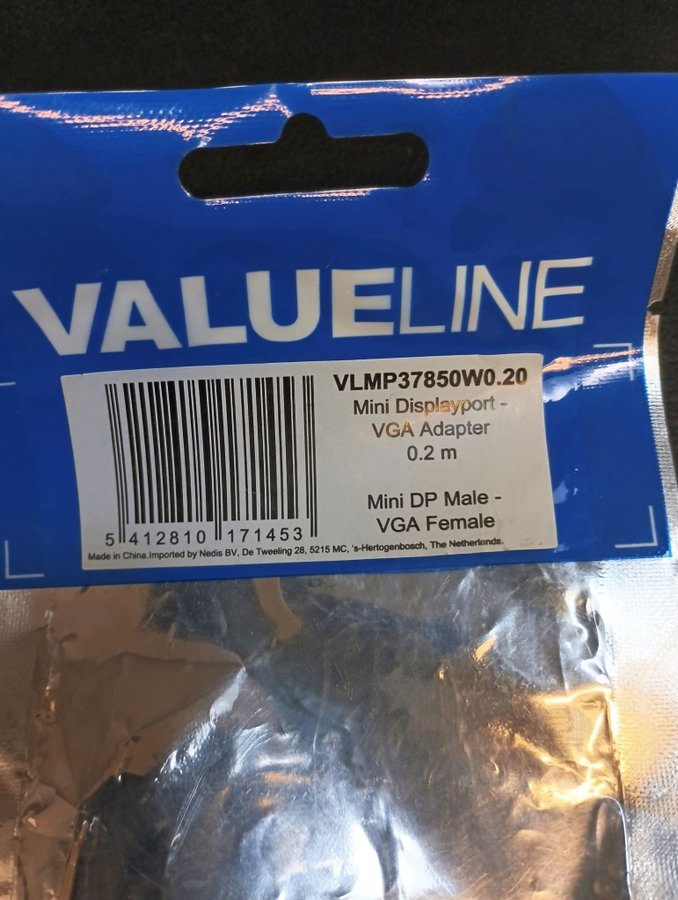 VALUELINE
VLMP37850W0.20
Mini Displayport -
VGA Adapter
0.2 m
Mini DP Male -
VGA Female
5 412810 171453
Made in China.Imported by Nedis BV, De Tweeling 28, 5215 MC, 's-Hertogenbosch, The Netherlands.